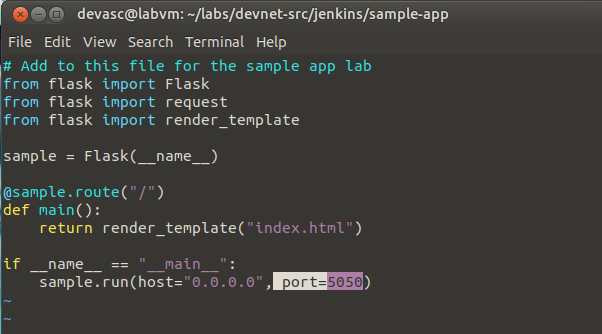 devasc@labvm: ~/labs/devnet-src/jenkins/sample-app
File Edit View Search Terminal Help
# Add to this file for the sample app lab
from flask import Flask
from flask import request
from flask import render_template

sample = Flask(__name__)

@sample.route("/")
def main():
    return render_template("index.html")

if __name__ == "__main__":
    sample.run(host="0.0.0.0", port=5050)
~
~